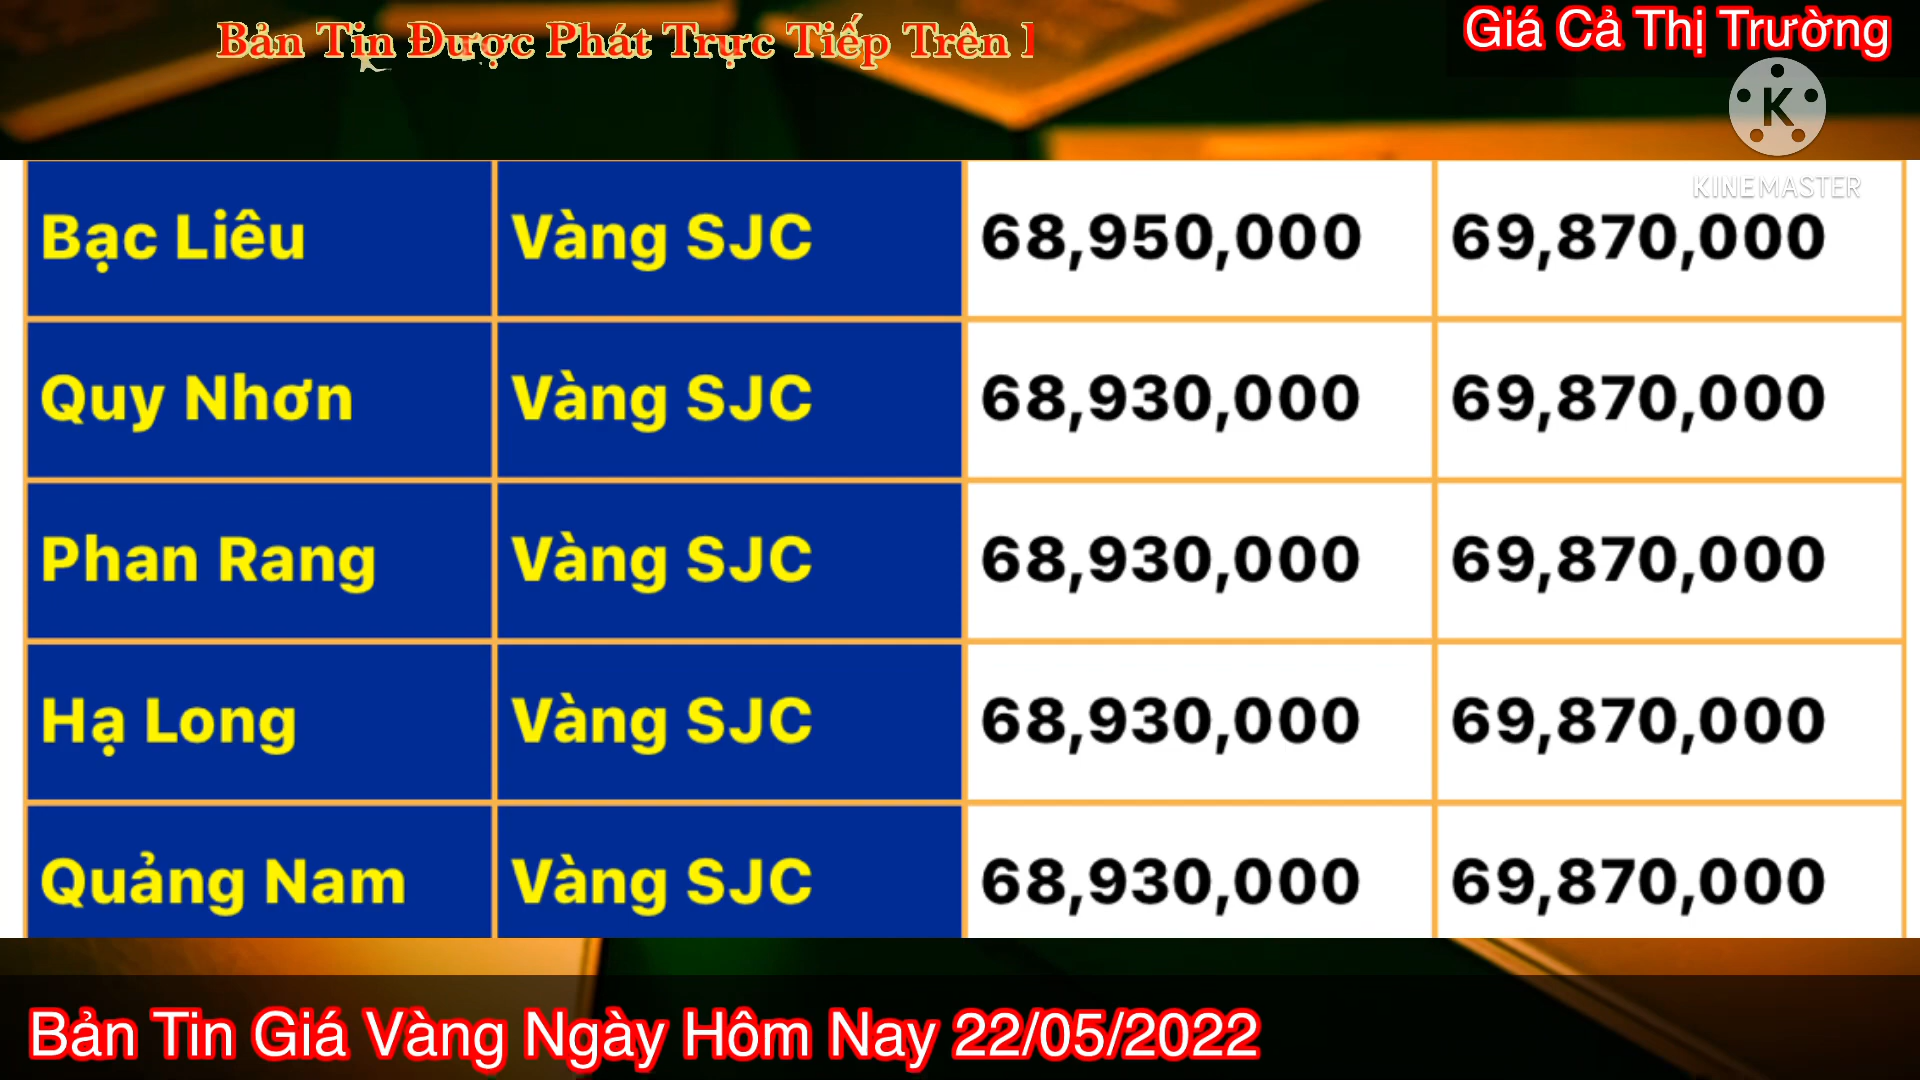 Bản Tin Được Phát Trực Tiếp Trên
Giá Cả Thị Trường
K
KINEMASTER
Bạc Liêu Vàng SJC 68,950,000 69,870,000
Quy Nhơn Vàng SJC 68,930,000 69,870,000
Phan Rang Vàng SJC 68,930,000 69,870,000
Hạ Long Vàng SJC 68,930,000 69,870,000
Quảng Nam Vàng SJC 68,930,000 69,870,000
Bản Tin Giá Vàng Ngày Hôm Nay 22/05/2022